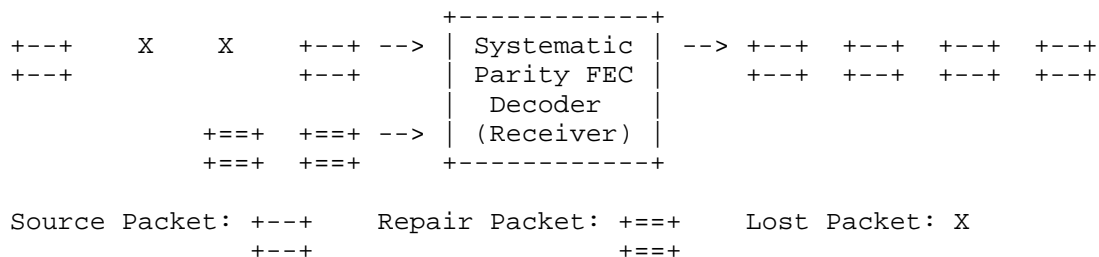 +------------+
+--+    X    X    +--+ --> | Systematic | --> +--+  +--+  +--+  +--+
+--+              +--+     | Parity FEC |     +--+  +--+  +--+  +--+
                           |  Decoder   |
            +==+  +==+ --> | (Receiver) |
            +==+  +==+     +------------+
Source Packet: +--+    Repair Packet: +==+    Lost Packet: X
               +--+                   +==+